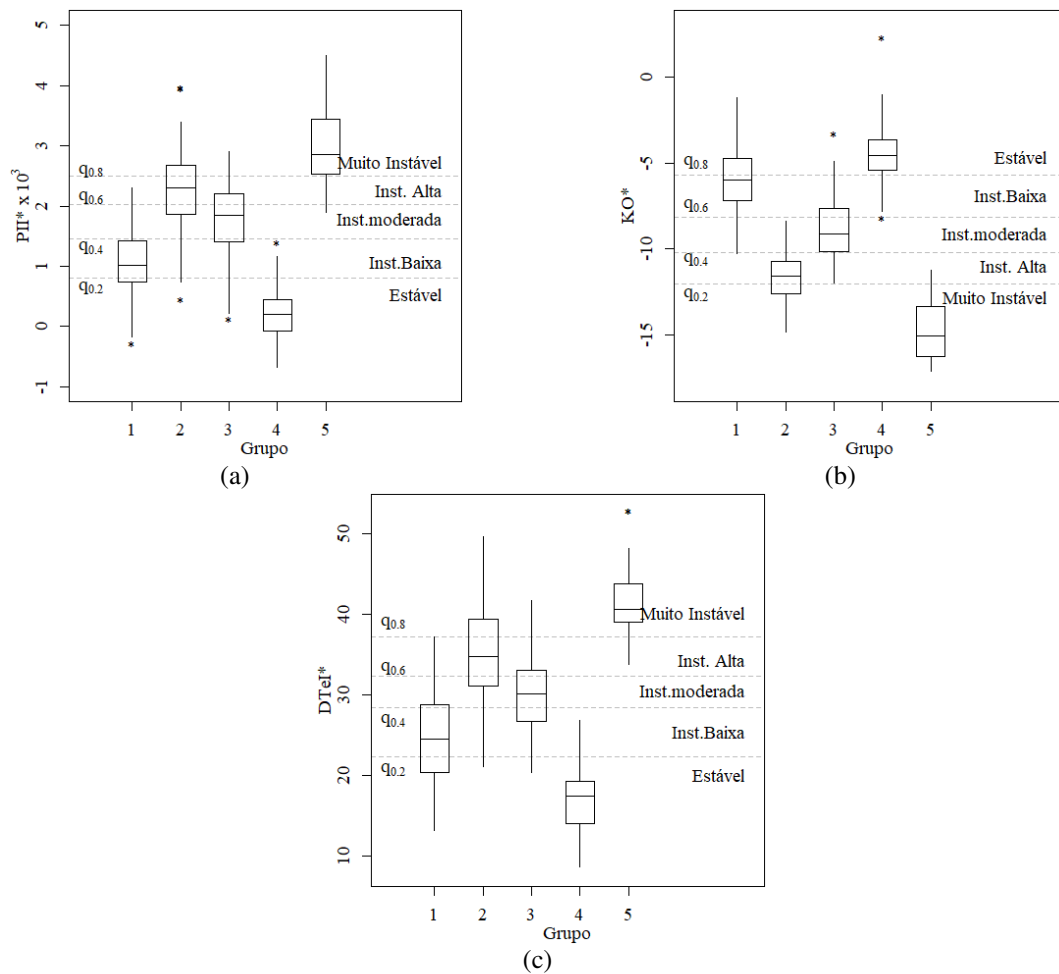 5
4
3
2
1
0
-1
PII* x 10³
q0.8
q0.6
q0.4
q0.2
Muito Instável
Inst. Alta
Inst.moderada
Inst.Baixa
Estável
1 2 3 4 5
Grupo
(a)
0
-5
-10
-15
KO*
q0.8
q0.6
q0.4
q0.2
Estável
Inst.Baixa
Inst.moderada
Inst. Alta
Muito Instável
1 2 3 4 5
Grupo
(b)
50
40
30
20
10
DTeI*
q0.8
q0.6
q0.4
q0.2
Muito Instável
Inst. Alta
Inst.moderada
Inst.Baixa
Estável
1 2 3 4 5
Grupo
(c)